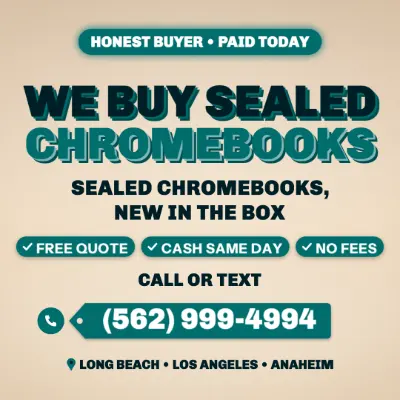 HONEST BUYER • PAID TODAY
WE BUY SEALED
CHROMEBOOKS
SEALED CHROMEBOOKS,
NEW IN THE BOX
✓ FREE QUOTE ✓ CASH SAME DAY ✓ NO FEES
CALL OR TEXT
(562) 999-4994
LONG BEACH • LOS ANGELES • ANAHEIM